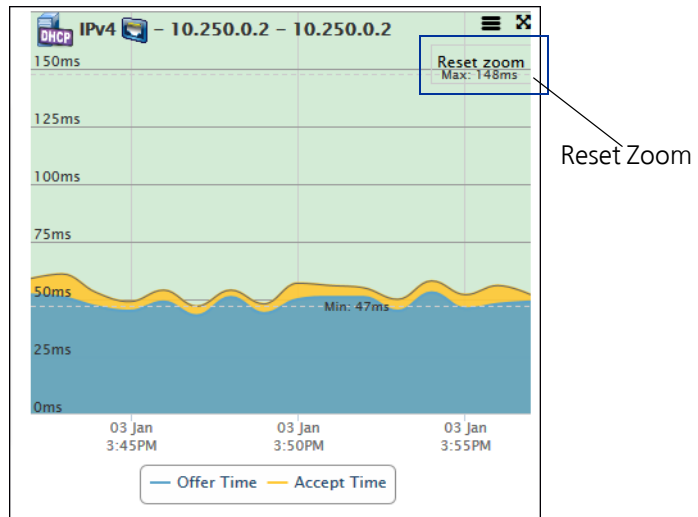 DHCP IPv4 - 10.250.0.2 - 10.250.0.2
150ms
Reset zoom
Max: 148ms
Reset Zoom
125ms
100ms
75ms
50ms
Min: 47ms
25ms
0ms
03 Jan
3:45PM
03 Jan
3:50PM
03 Jan
3:55PM
Offer Time
Accept Time